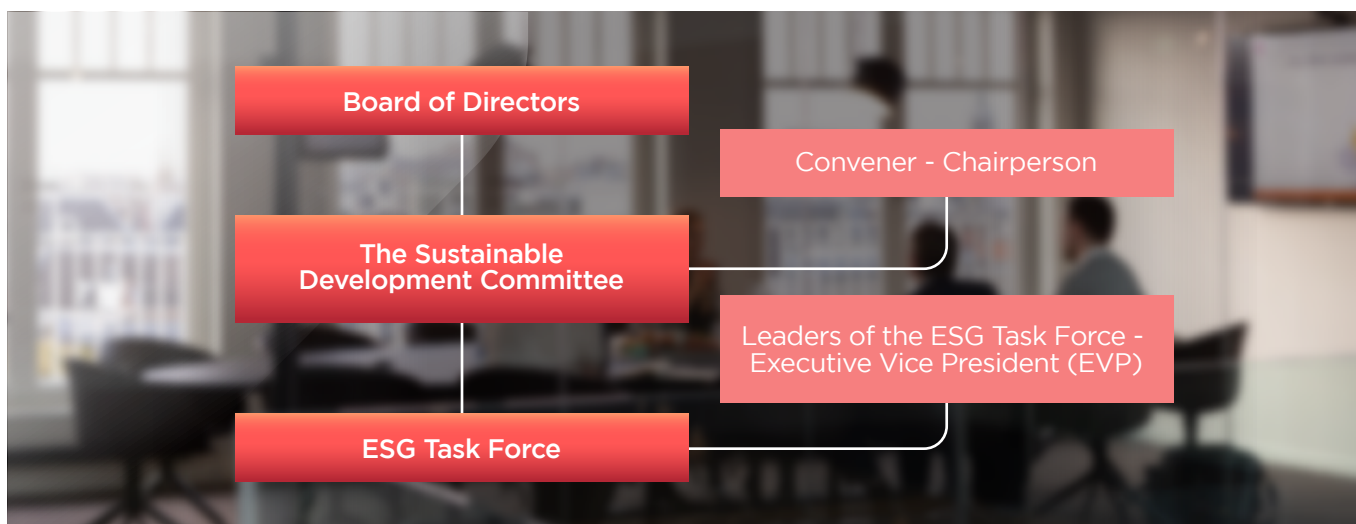 Board of Directors
Convener - Chairperson
The Sustainable
Development Committee
Leaders of the ESG Task Force -
Executive Vice President (EVP)
ESG Task Force